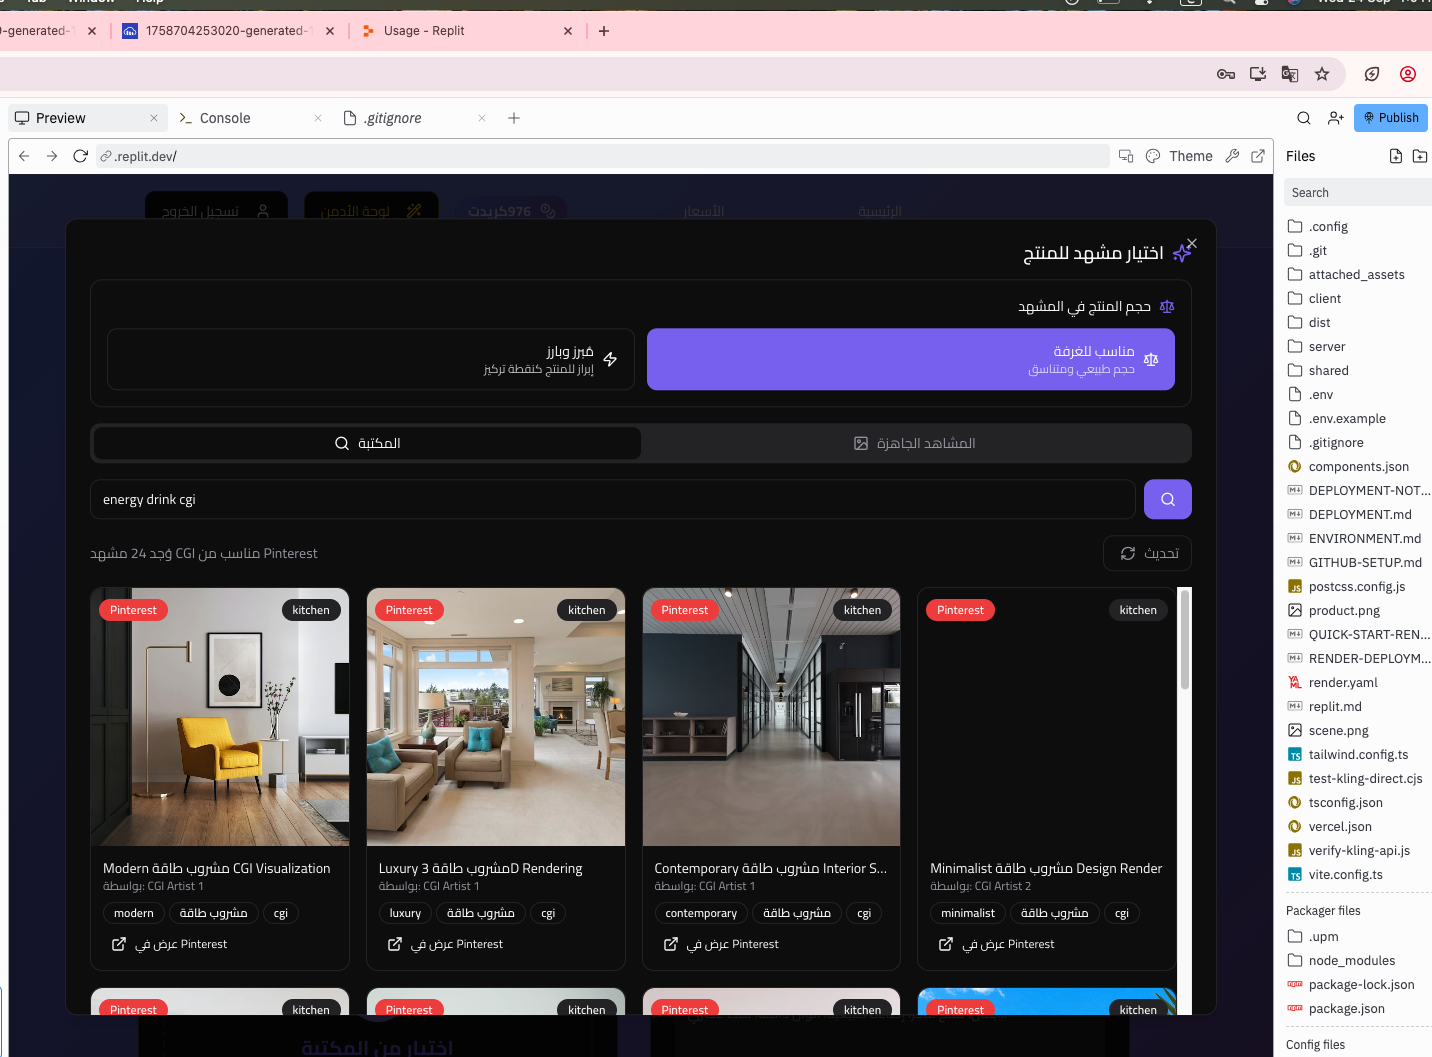 Tab Window Help
-generated-1
1758704253020-generated-1
Usage - Replit
Preview
Console
.gitignore
Publish
.replit.dev/
Theme
Files
Search
تسجيل الخروج
لوحة الأدمن
976كريدت
الأسعار
الرئيسية
اختيار مشهد للمنتج
حجم المنتج في المشهد
مناسب للغرفة
حجم طبيعي ومتناسق
مُبرز وبارز
إبراز للمنتج كنقطة تركيز
المشاهد الجاهزة
المكتبة
energy drink cgi
وُجد 24 مشهد CGI مناسب من Pinterest
تحديث
Pinterest
kitchen
Modern مشروب طاقة CGI Visualization
بواسطة: CGI Artist 1
modern
مشروب طاقة
cgi
عرض في Pinterest
Pinterest
kitchen
Luxury مشروب طاقة 3D Rendering
بواسطة: CGI Artist 1
luxury
مشروب طاقة
cgi
عرض في Pinterest
Pinterest
kitchen
Contemporary مشروب طاقة Interior S...
بواسطة: CGI Artist 1
contemporary
مشروب طاقة
cgi
عرض في Pinterest
Pinterest
kitchen
Minimalist مشروب طاقة Design Render
بواسطة: CGI Artist 2
minimalist
مشروب طاقة
cgi
عرض في Pinterest
Pinterest
kitchen
Pinterest
kitchen
Pinterest
kitchen
Pinterest
kitchen
اختيار من المكتبة
.config
.git
attached_assets
client
dist
server
shared
.env
.env.example
.gitignore
components.json
DEPLOYMENT-NOT...
DEPLOYMENT.md
ENVIRONMENT.md
GITHUB-SETUP.md
postcss.config.js
product.png
QUICK-START-REN...
RENDER-DEPLOYM...
render.yaml
replit.md
scene.png
tailwind.config.ts
test-kling-direct.cjs
tsconfig.json
vercel.json
verify-kling-api.js
vite.config.ts
Packager files
.upm
node_modules
package-lock.json
package.json
Config files